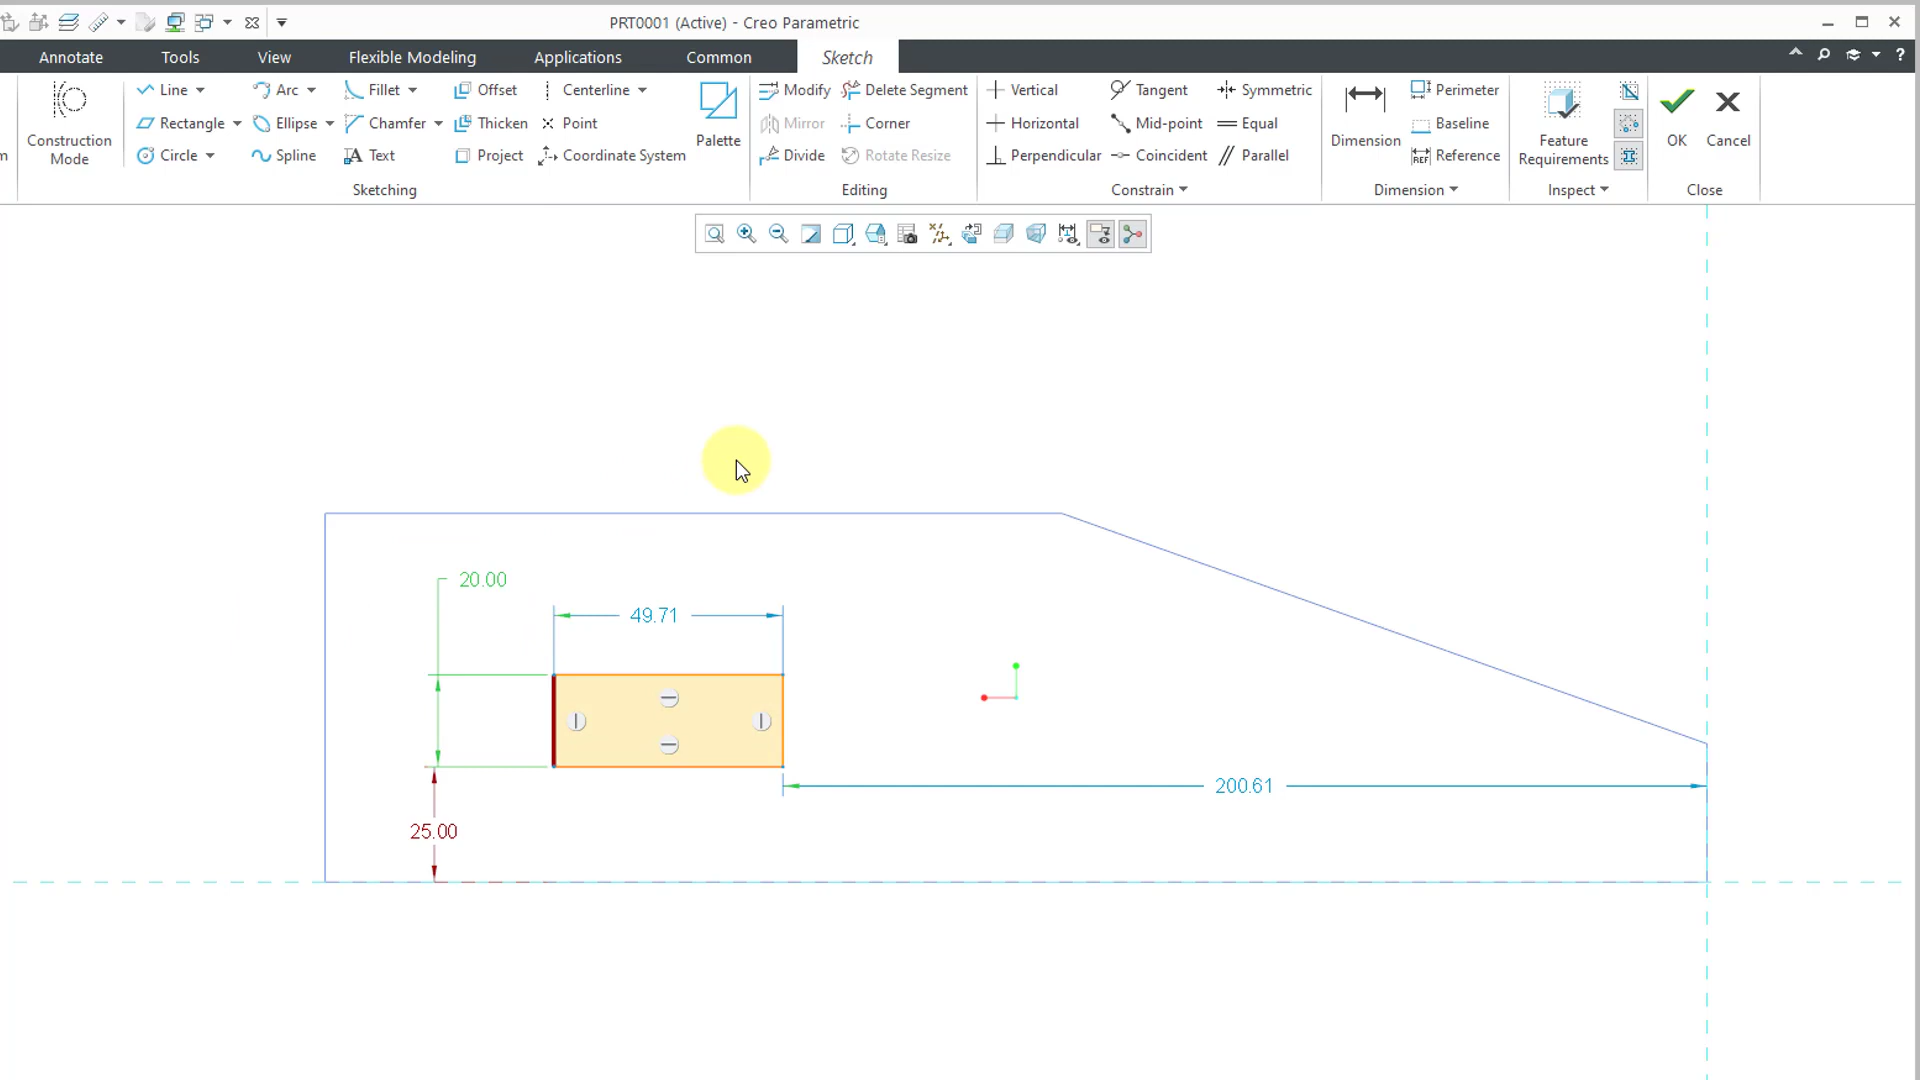 PRT0001 (Active) - Creo Parametric
Annotate Tools View Flexible Modeling Applications Common Sketch
Construction Mode
Line Arc Fillet Offset Centerline
Rectangle Ellipse Chamfer Thicken Point
Circle Spline Text Project Coordinate System
Palette
Sketching
Modify Delete Segment
Mirror Corner
Divide Rotate Resize
Editing
Vertical Tangent Symmetric
Horizontal Mid-point Equal
Perpendicular Coincident Parallel
Constrain
Dimension
Perimeter
Baseline
REF Reference
Dimension
Feature Requirements
Inspect
OK Cancel
Close
20.00
49.71
200.61
25.00